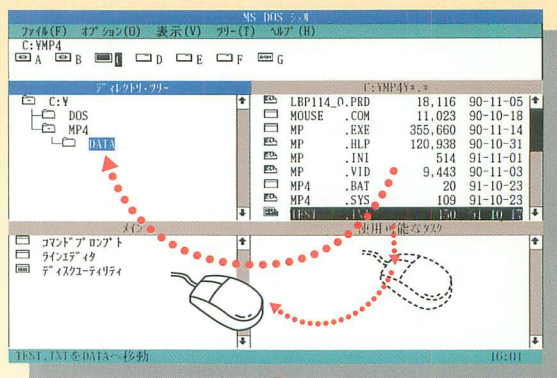 MS DOS シェル
ファイル(F) オプション(O) 表示(V) ツリー(T) ヘルプ(H)
C:¥MP4
A B C D E F G
ディレクトリ・ツリー
C:¥
DOS
MP4
DATA
C:¥MP4¥*.*
LBP114_0.PRD 18,116 90-11-05
MOUSE .COM 11,023 90-10-18
MP .EXE 355,660 90-11-14
MP .HLP 120,938 90-10-31
MP .INI 514 91-11-01
MP .VID 9,443 90-11-03
MP4 .BAT 20 91-10-23
MP4 .SYS 109 91-10-23
TEST .TXT 150 91-10-17
メイン
コマンドプロンプト
ラインエディタ
ディスクユーティリティ
使用可能なタスク
TEST.TXTをDATAへ移動
16:01